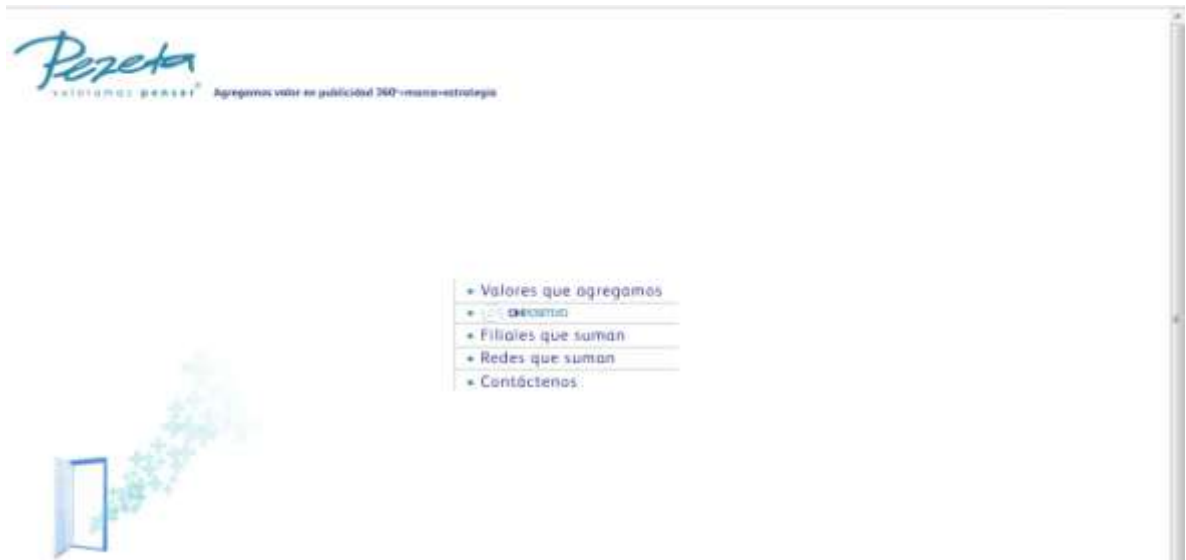 Pezeta
valoramos pensar®
Agregamos valor en publicidad 360°+marca+estrategia
Valores que agregamos
Filiales que suman
Redes que suman
Contáctenos